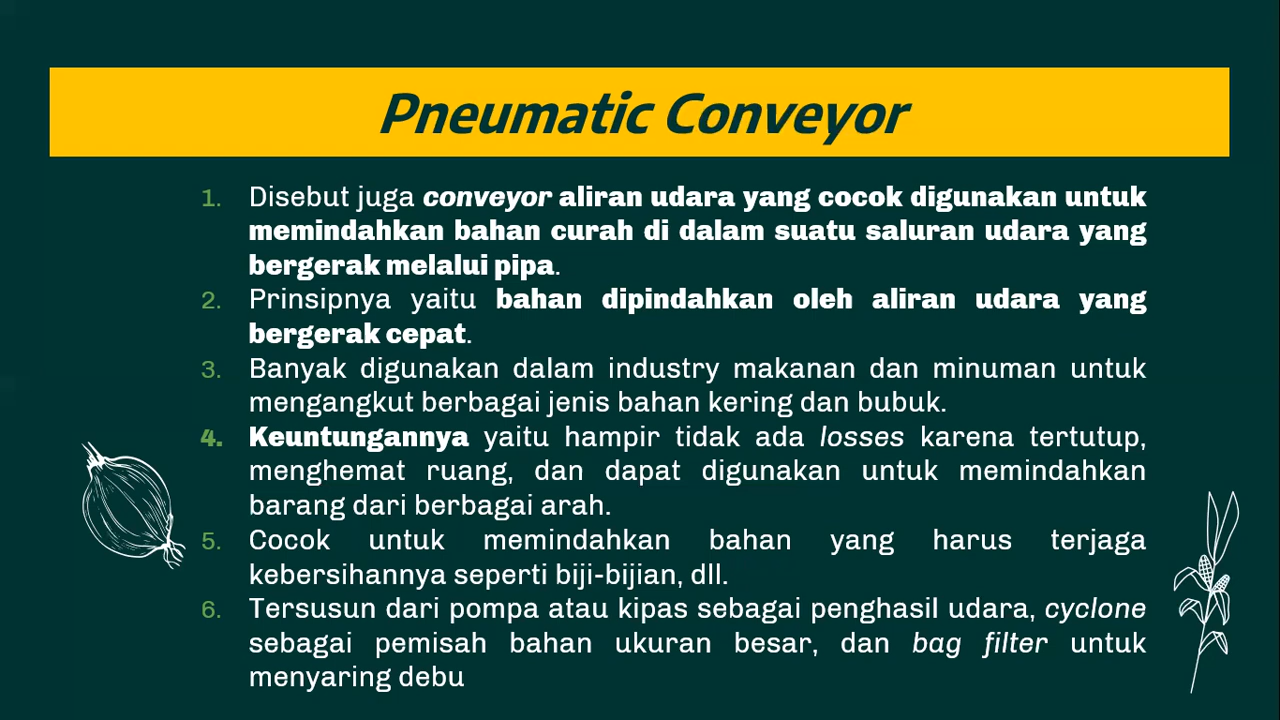 Pneumatic Conveyor
1. Disebut juga conveyor aliran udara yang cocok digunakan untuk
memindahkan bahan curah di dalam suatu saluran udara yang
bergerak melalui pipa.
2. Prinsipnya yaitu bahan dipindahkan oleh aliran udara yang
bergerak cepat.
3. Banyak digunakan dalam industry makanan dan minuman untuk
mengangkut berbagai jenis bahan kering dan bubuk.
4. Keuntungannya yaitu hampir tidak ada losses karena tertutup,
menghemat ruang, dan dapat digunakan untuk memindahkan
barang dari berbagai arah.
5. Cocok untuk memindahkan bahan yang harus terjaga
kebersihannya seperti biji-bijian, dll.
6. Tersusun dari pompa atau kipas sebagai penghasil udara, cyclone
sebagai pemisah bahan ukuran besar, dan bag filter untuk
menyaring debu